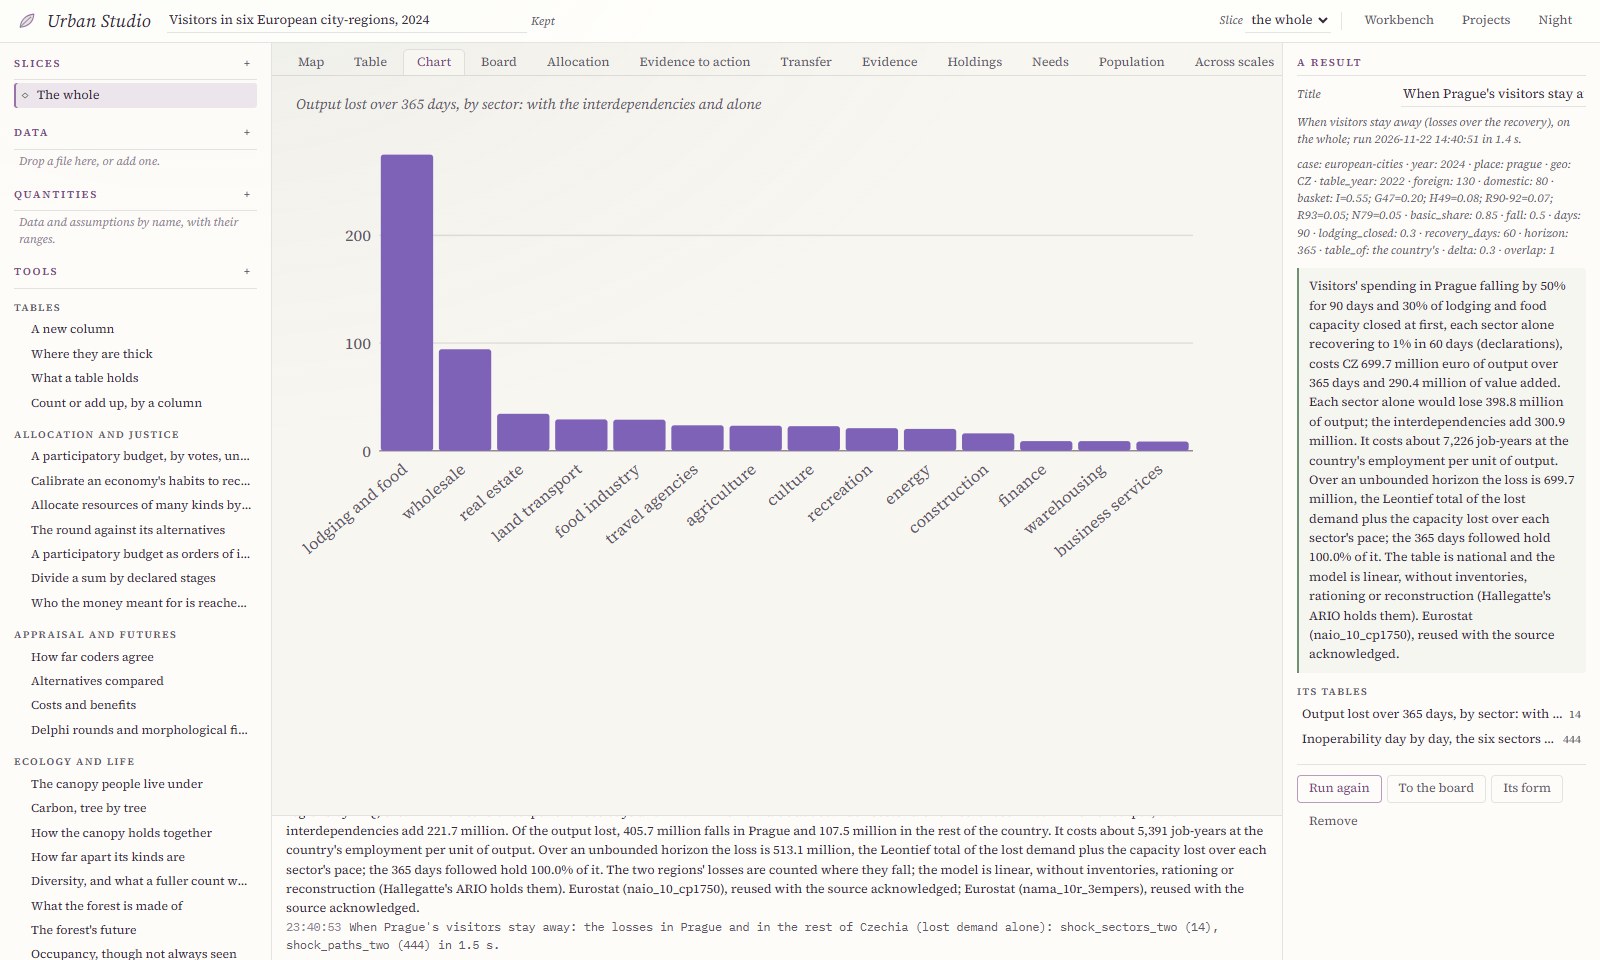 Urban Studio
Visitors in six European city-regions, 2024
Kept
Slice the whole
Workbench
Projects
Night
SLICES +
The whole
DATA +
Drop a file here, or add one.
QUANTITIES +
Data and assumptions by name, with their
ranges.
TOOLS +
TABLES
A new column
Where they are thick
What a table holds
Count or add up, by a column
ALLOCATION AND JUSTICE
A participatory budget, by votes, un...
Calibrate an economy's habits to rec...
Allocate resources of many kinds by...
The round against its alternatives
A participatory budget as orders of i...
Divide a sum by declared stages
Who the money meant for is reache...
APPRAISAL AND FUTURES
How far coders agree
Alternatives compared
Costs and benefits
Delphi rounds and morphological fi...
ECOLOGY AND LIFE
The canopy people live under
Carbon, tree by tree
How the canopy holds together
How far apart its kinds are
Diversity, and what a fuller count w...
What the forest is made of
The forest's future
Occupancy, though not always seen
Map
Table
Chart
Board
Allocation
Evidence to action
Transfer
Evidence
Holdings
Needs
Population
Across scales
Output lost over 365 days, by sector: with the interdependencies and alone
200
100
0
lodging and food
wholesale
real estate
land transport
food industry
travel agencies
agriculture
culture
recreation
energy
construction
finance
warehousing
business services
interdependencies add 221.7 million. Of the output lost, 405.7 million falls in Prague and 107.5 million in the rest of the country. It costs about 5,391 job-years at the
country's employment per unit of output. Over an unbounded horizon the loss is 513.1 million, the Leontief total of the lost demand plus the capacity lost over each
sector's pace; the 365 days followed hold 100.0% of it. The two regions' losses are counted where they fall; the model is linear, without inventories, rationing or
reconstruction (Hallegatte's ARIO holds them). Eurostat (naio_10_cp1750), reused with the source acknowledged; Eurostat (nama_10r_3empers), reused with the
source acknowledged.
23:40:53 When Prague's visitors stay away: the losses in Prague and in the rest of Czechia (lost demand alone): shock_sectors_two (14),
shock_paths_two (444) in 1.5 s.
A RESULT
Title When Prague's visitors stay a
When visitors stay away (losses over the recovery), on
the whole; run 2026-11-22 14:40:51 in 1.4 s.
case: european-cities · year: 2024 · place: prague · geo:
CZ · table_year: 2022 · foreign: 130 · domestic: 80 ·
basket: I=0.55; G47=0.20; H49=0.08; R90-92=0.07;
R93=0.05; N79=0.05 · basic_share: 0.85 · fall: 0.5 · days:
90 · lodging_closed: 0.3 · recovery_days: 60 · horizon:
365 · table_of: the country's · delta: 0.3 · overlap: 1
Visitors' spending in Prague falling by 50%
for 90 days and 30% of lodging and food
capacity closed at first, each sector alone
recovering to 1% in 60 days (declarations),
costs CZ 699.7 million euro of output over
365 days and 290.4 million of value added.
Each sector alone would lose 398.8 million
of output; the interdependencies add 300.9
million. It costs about 7,226 job-years at the
country's employment per unit of output.
Over an unbounded horizon the loss is 699.7
million, the Leontief total of the lost
demand plus the capacity lost over each
sector's pace; the 365 days followed hold
100.0% of it. The table is national and the
model is linear, without inventories,
rationing or reconstruction (Hallegatte's
ARIO holds them). Eurostat
(naio_10_cp1750), reused with the source
acknowledged.
ITS TABLES
Output lost over 365 days, by sector: with ... 14
Inoperability day by day, the six sectors ... 444
Run again
To the board
Its form
Remove